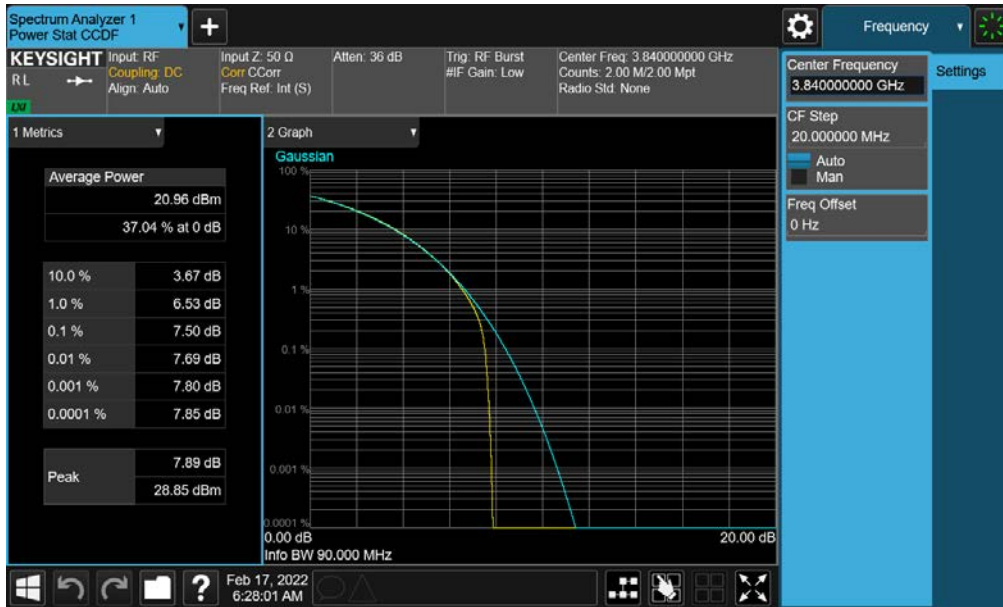 Spectrum Analyzer 1
Power Stat CCDF
Frequency
KEYSIGHT
RL
LXI
Input: RF
Coupling: DC
Align: Auto
Input Z: 50 Ω
Corr CCorr
Freq Ref: Int (S)
Atten: 36 dB
Trig: RF Burst
#IF Gain: Low
Center Freq: 3.840000000 GHz
Counts: 2.00 M/2.00 Mpt
Radio Std: None
Center Frequency
3.840000000 GHz
Settings
CF Step
20.000000 MHz
Auto
Man
Freq Offset
0 Hz
1 Metrics
Average Power
20.96 dBm
37.04 % at 0 dB
10.0 % 3.67 dB
1.0 % 6.53 dB
0.1 % 7.50 dB
0.01 % 7.69 dB
0.001 % 7.80 dB
0.0001 % 7.85 dB
Peak 7.89 dB
28.85 dBm
2 Graph
Gaussian
100 %
10 %
1 %
0.1 %
0.01 %
0.001 %
0.0001 %
0.00 dB 20.00 dB
Info BW 90.000 MHz
?
Feb 17, 2022
6:28:01 AM